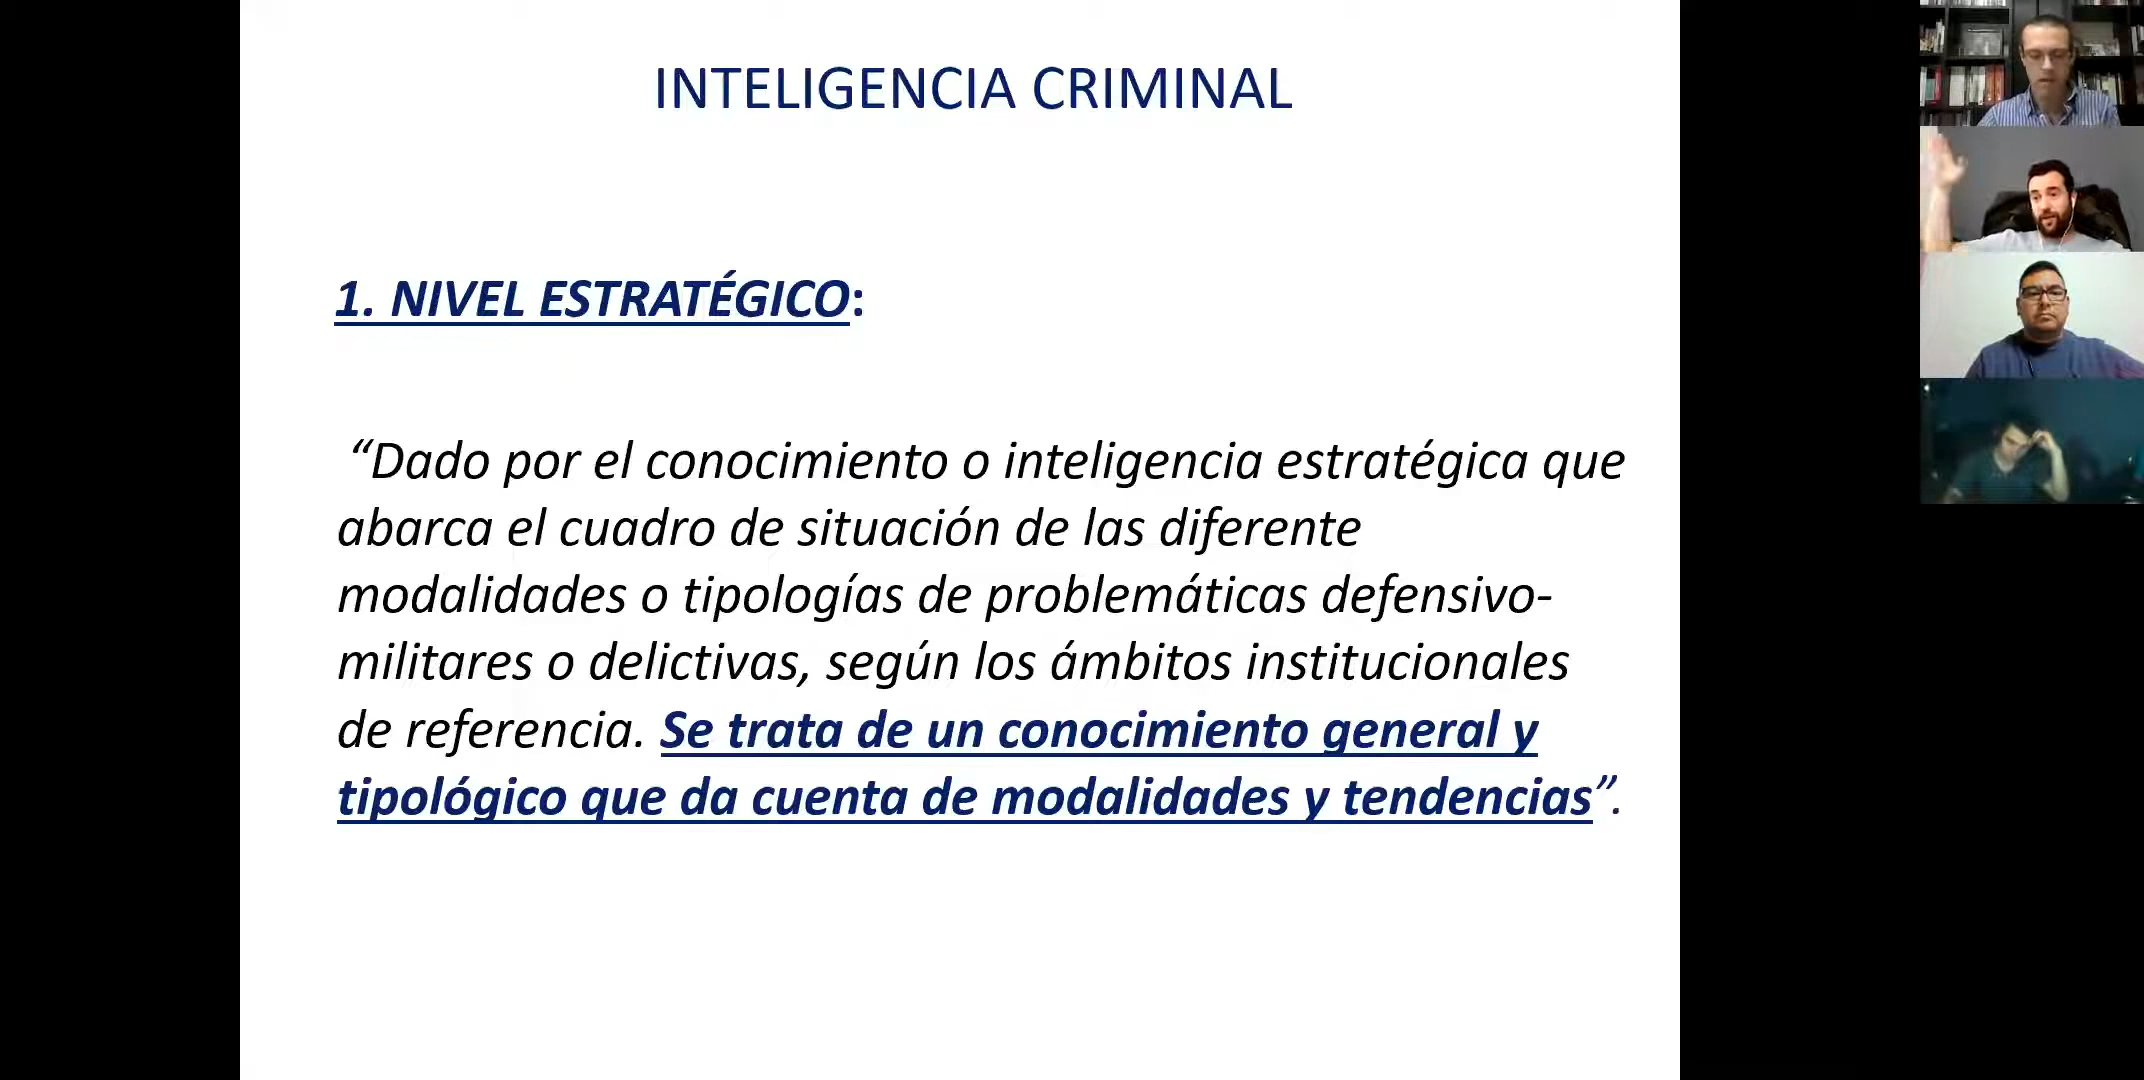 INTELIGENCIA CRIMINAL
1. NIVEL ESTRATÉGICO:
“Dado por el conocimiento o inteligencia estratégica que
abarca el cuadro de situación de las diferente
modalidades o tipologías de problemáticas defensivo-
militares o delictivas, según los ámbitos institucionales
de referencia. Se trata de un conocimiento general y
tipológico que da cuenta de modalidades y tendencias”.